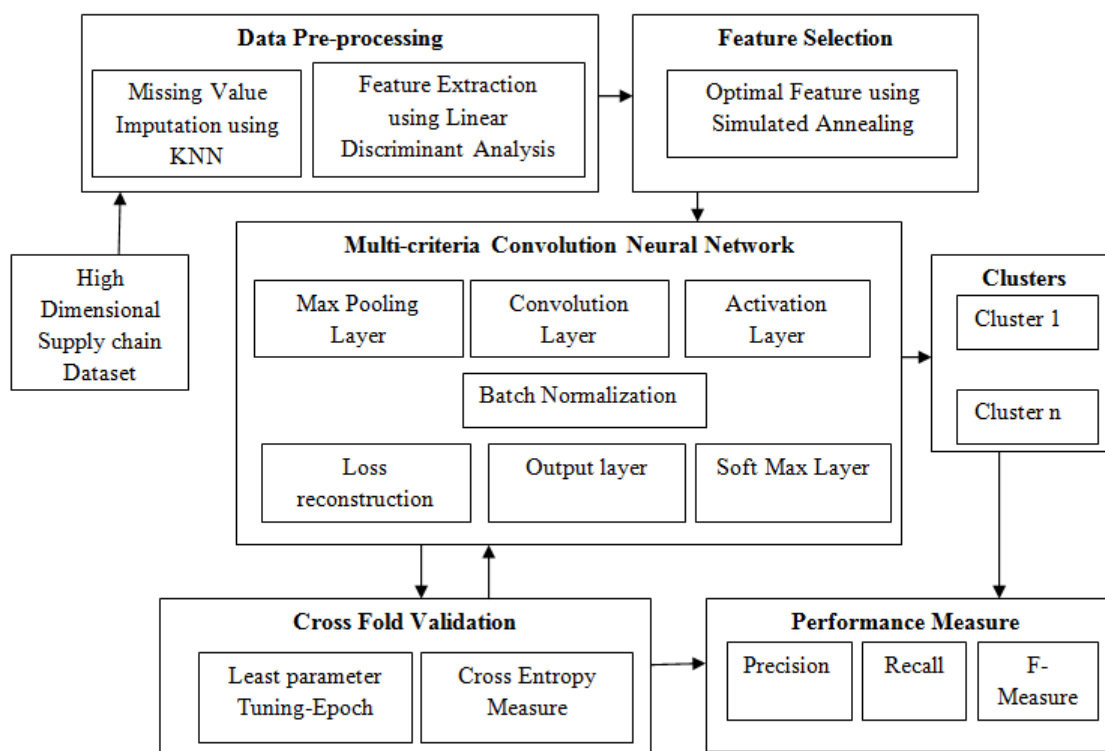 Data Pre-processing
Missing Value
Imputation using
KNN
Feature Extraction
using Linear
Discriminant Analysis
Feature Selection
Optimal Feature using
Simulated Annealing
High
Dimensional
Supply chain
Dataset
Multi-criteria Convolution Neural Network
Max Pooling
Layer
Convolution
Layer
Activation
Layer
Batch Normalization
Loss
reconstruction
Output layer
Soft Max Layer
Clusters
Cluster 1
Cluster n
Cross Fold Validation
Least parameter
Tuning-Epoch
Cross Entropy
Measure
Performance Measure
Precision
Recall
F-
Measure